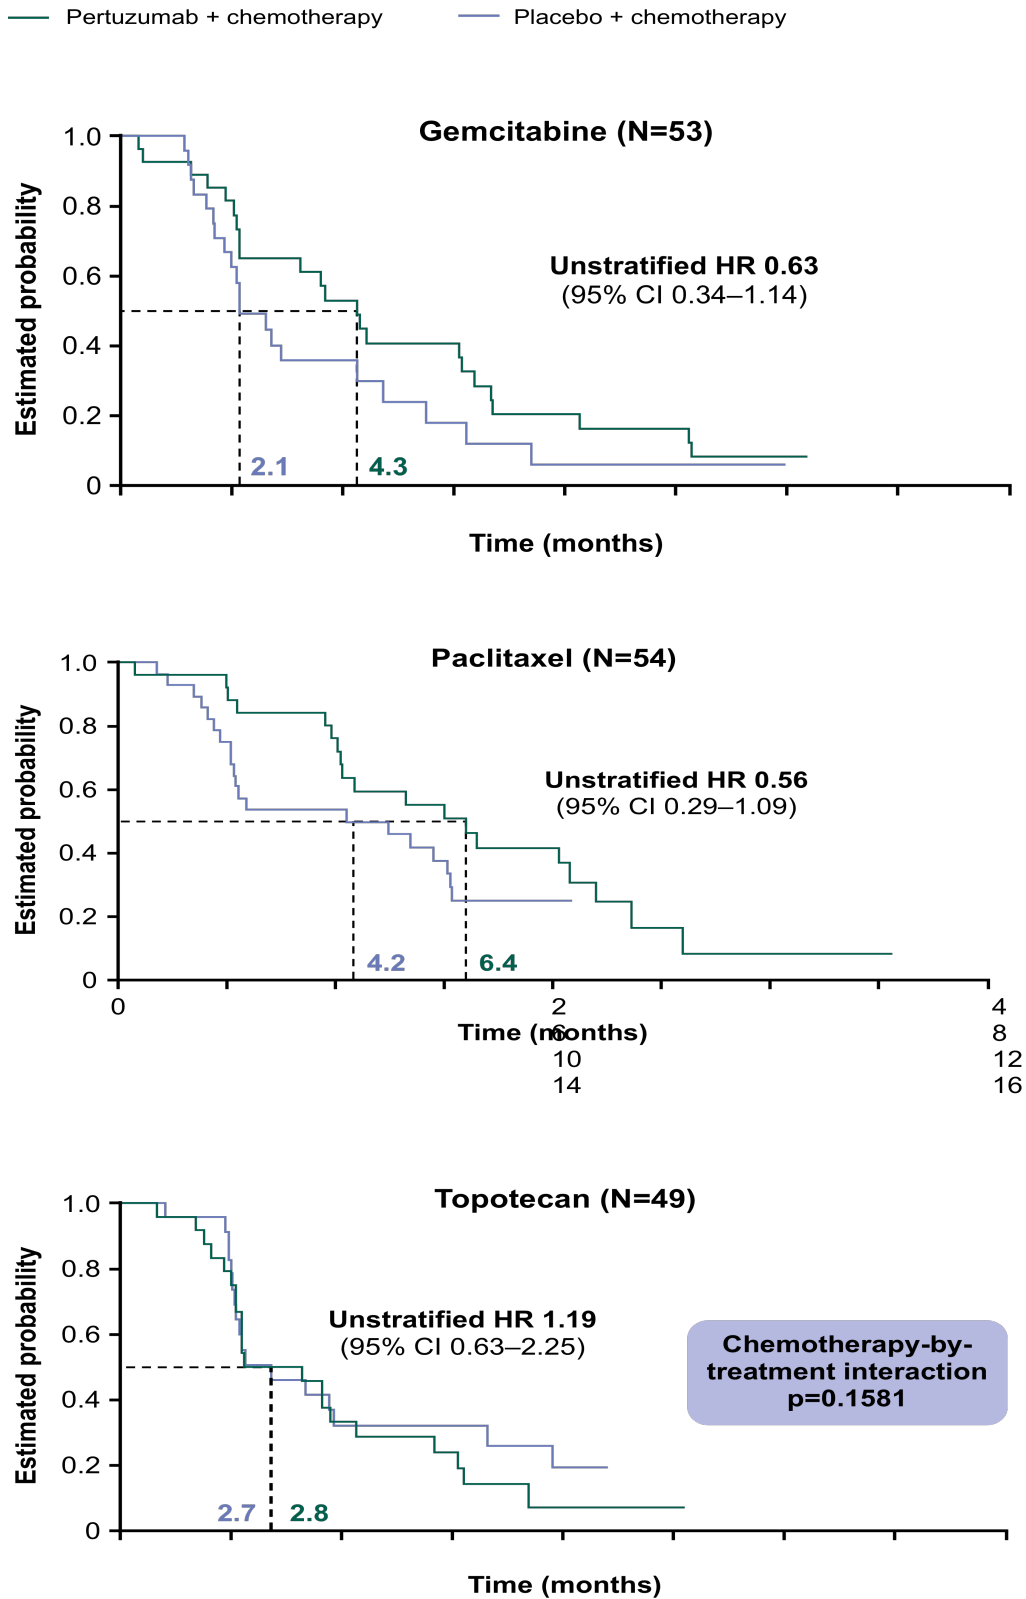 Pertuzumab + chemotherapy
Placebo + chemotherapy
Gemcitabine (N=53)
Estimated probability
1.0
0.8
0.6
0.4
0.2
0
Unstratified HR 0.63
(95% CI 0.34–1.14)
2.1
4.3
Time (months)
Paclitaxel (N=54)
Estimated probability
1.0
0.8
0.6
0.4
0.2
0
Unstratified HR 0.56
(95% CI 0.29–1.09)
4.2
6.4
0
2
4
Time (months)
6
8
10
12
14
16
Topotecan (N=49)
Estimated probability
1.0
0.8
0.6
0.4
0.2
0
Unstratified HR 1.19
(95% CI 0.63–2.25)
Chemotherapy-by-
treatment interaction
p=0.1581
2.7
2.8
Time (months)